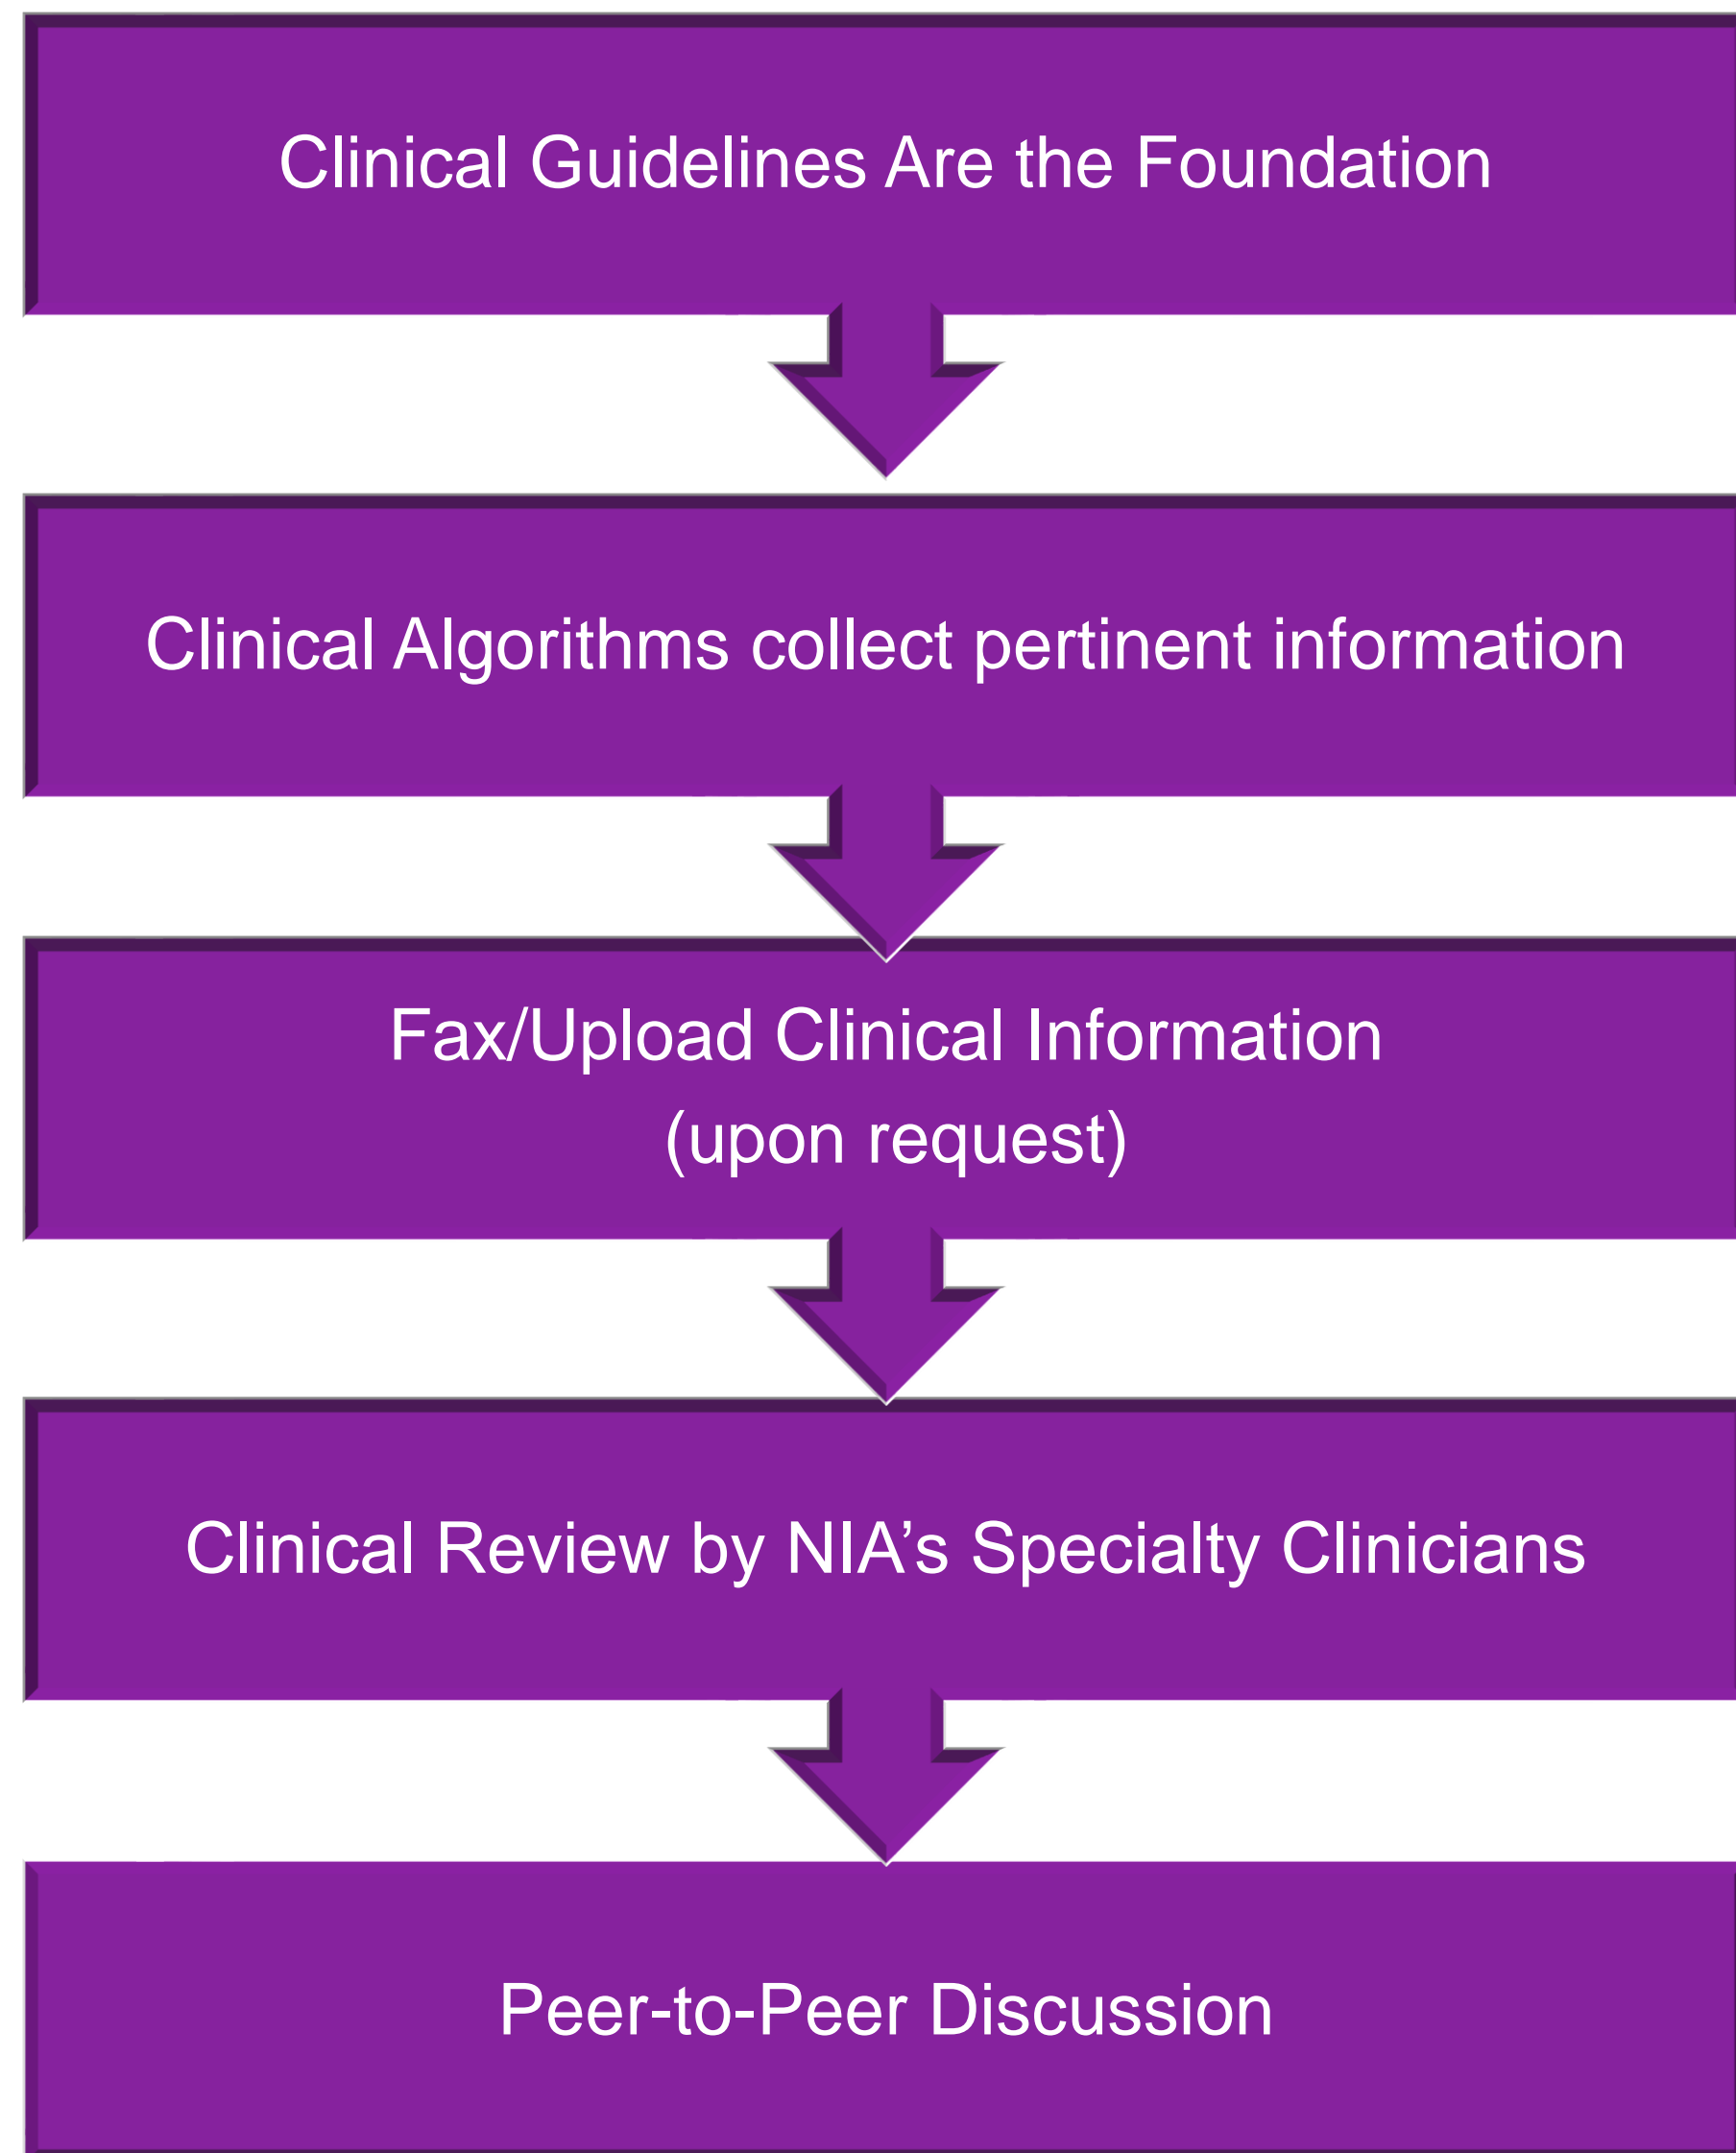 Clinical Guidelines Are the Foundation
Clinical Algorithms collect pertinent information
Fax/Upload Clinical Information
(upon request)
Clinical Review by NIA’s Specialty Clinicians
Peer-to-Peer Discussion